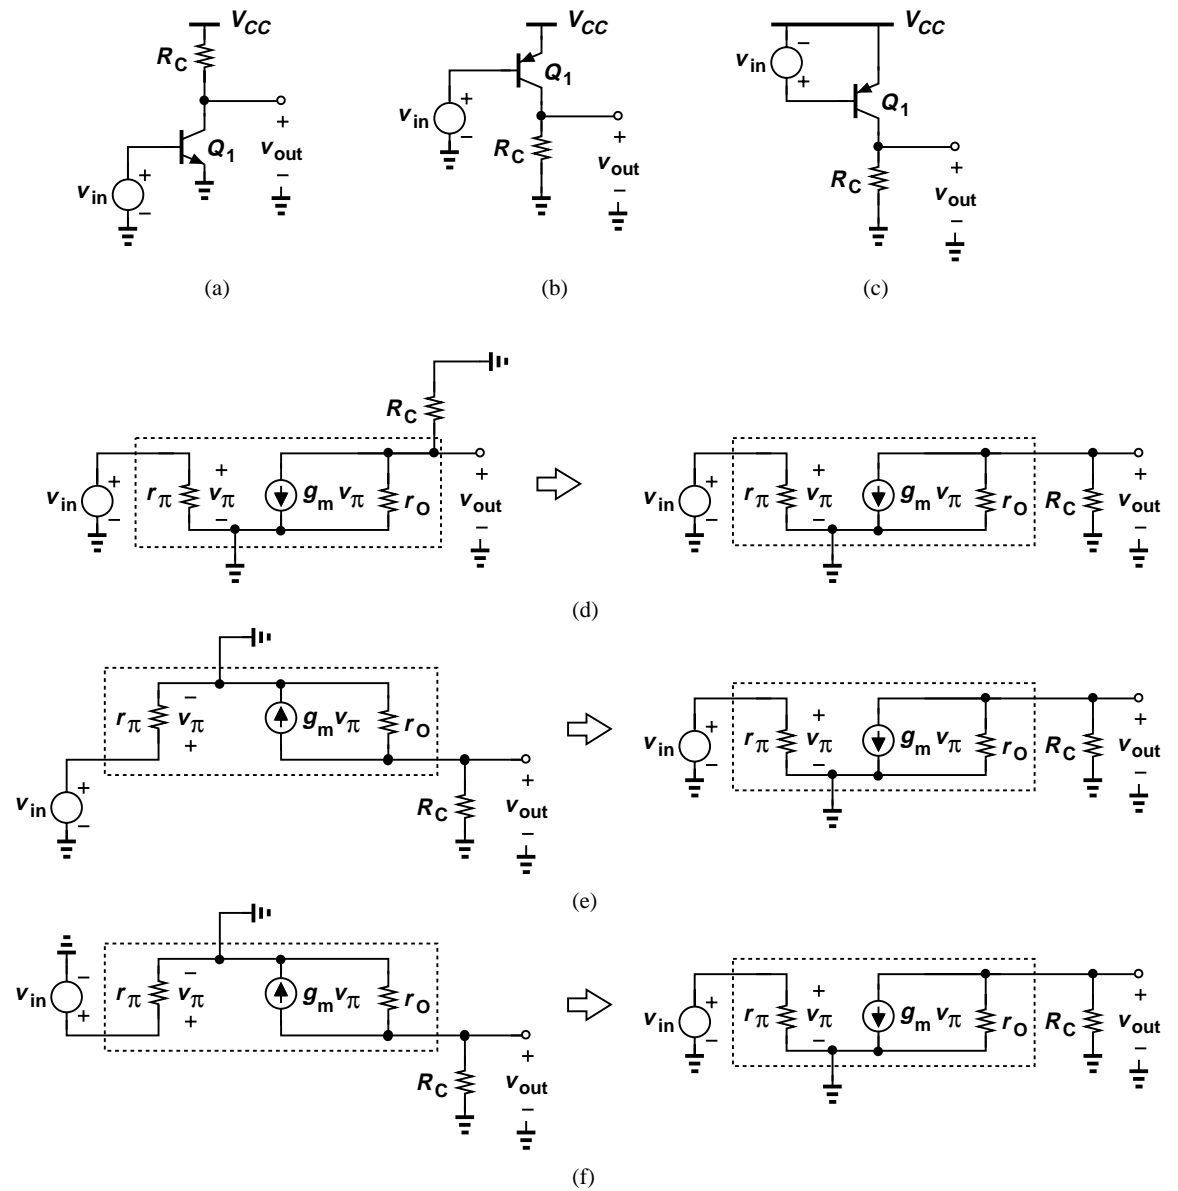 V_CC V_CC V_CC
R_C v_in
Q_1 v_out v_in
Q_1 v_in R_C v_out
Q_1 R_C v_out
(a) (b) (c)
R_C
v_in r_π v_π g_m v_π r_O v_out v_in r_π v_π g_m v_π r_O R_C v_out
(d)
r_π v_π g_m v_π r_O v_in r_π v_π g_m v_π r_O R_C v_out
v_in R_C v_out
(e)
v_in r_π v_π g_m v_π r_O v_in r_π v_π g_m v_π r_O R_C v_out
R_C v_out
(f)